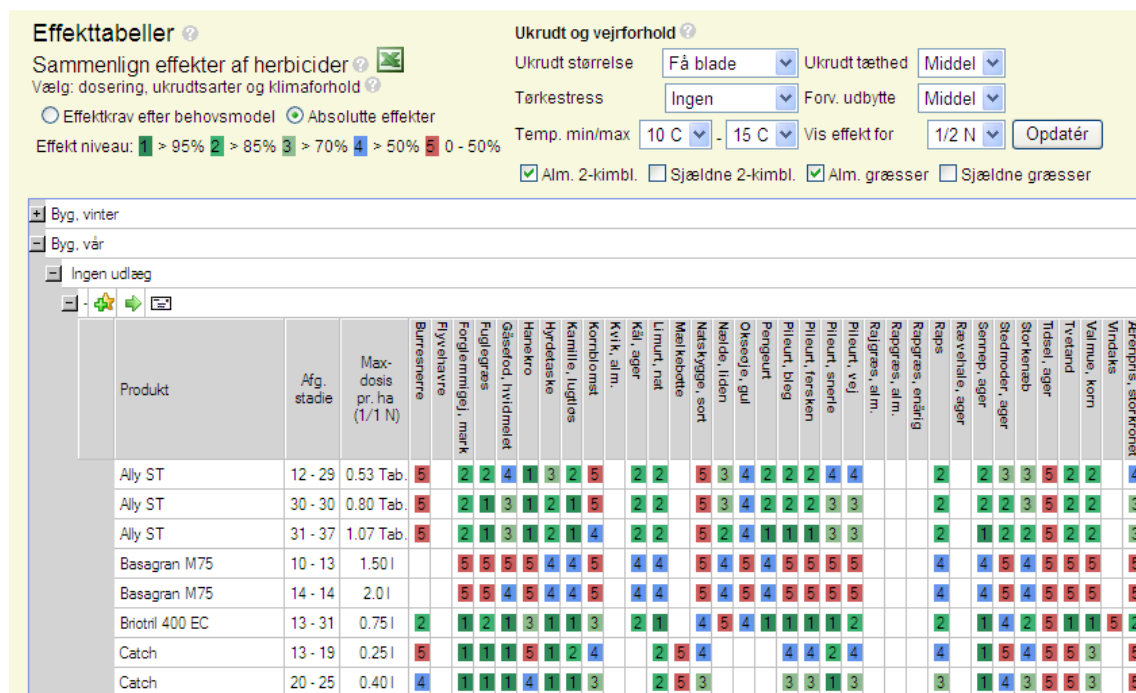 Effekttabeller
Sammenlign effekter af herbicider
Vælg: dosering, ukrudtsarter og klimaforhold
Effektkrav efter behovsmodel Absolutte effekter
Effekt niveau: 1 > 95% 2 > 85% 3 > 70% 4 > 50% 5 0 - 50%
Ukrudt og vejrforhold
Ukrudt størrelse Få blade Ukrudt tæthed Middel
Tørkestress Ingen Forv. udbytte Middel
Temp. min/max 10 C - 15 C Vis effekt for 1/2 N Opdatér
Alm. 2-kimbl. Sjældne 2-kimbl. Alm. græsser Sjældne græsser
Byg, vinter
Byg, vår
Ingen udlæg
-
Produkt
Afg. stadie
Max-
dosis
pr. ha
(1/1 N)
Burresnerre
Flyvehavre
Forglemmigej, mark
Fuglegræs
Gåsefod, hvidmelet
Hanekro
Hyrdetaske
Kamille, lugtløs
Kornblomst
Kvik, alm.
Kål, ager
Limurt, nat
Mælkebøtte
Natskygge, sort
Nælde, liden
Okseøje, gul
Pengeurt
Pileurt, bleg
Pileurt, fersken
Pileurt, snerle
Pileurt, vej
Rajgræs, alm.
Rapgræs, alm.
Rapgræs, enårig
Raps
Rævehale, ager
Sennep, ager
Stedmoder, ager
Storkenæb
Tidsel, ager
Tvetand
Valmue, korn
Vindaks
Ærenpris, storkronet
Ally ST 12 - 29 0.53 Tab. 5 2 2 4 1 3 2 5 2 2 5 3 4 2 2 2 4 4 2 2 3 3 5 2 2 4
Ally ST 30 - 30 0.80 Tab. 5 2 1 3 1 2 1 5 2 2 5 3 4 2 2 2 3 3 2 2 2 3 5 2 2 3
Ally ST 31 - 37 1.07 Tab. 5 2 1 3 1 2 1 4 2 2 5 2 4 1 1 1 3 3 2 1 2 2 5 2 2 3
Basagran M75 10 - 13 1.50 l 5 5 5 5 4 4 5 4 4 5 4 5 4 5 5 5 5 4 4 5 4 5 5 5 5
Basagran M75 14 - 14 2.0 l 5 5 4 5 4 4 5 4 4 5 4 5 4 5 5 5 5 4 4 5 4 5 5 5 5
Briotril 400 EC 13 - 31 0.75 l 2 1 2 1 3 1 1 3 2 1 4 5 4 1 1 1 1 2 2 1 4 2 5 1 1 5 2
Catch 13 - 19 0.25 l 5 1 1 1 5 1 2 4 2 5 4 4 4 2 4 4 1 5 4 5 5 3 5
Catch 20 - 25 0.40 l 4 1 1 1 4 1 1 3 2 5 3 3 3 1 3 3 1 4 3 5 5 3 5